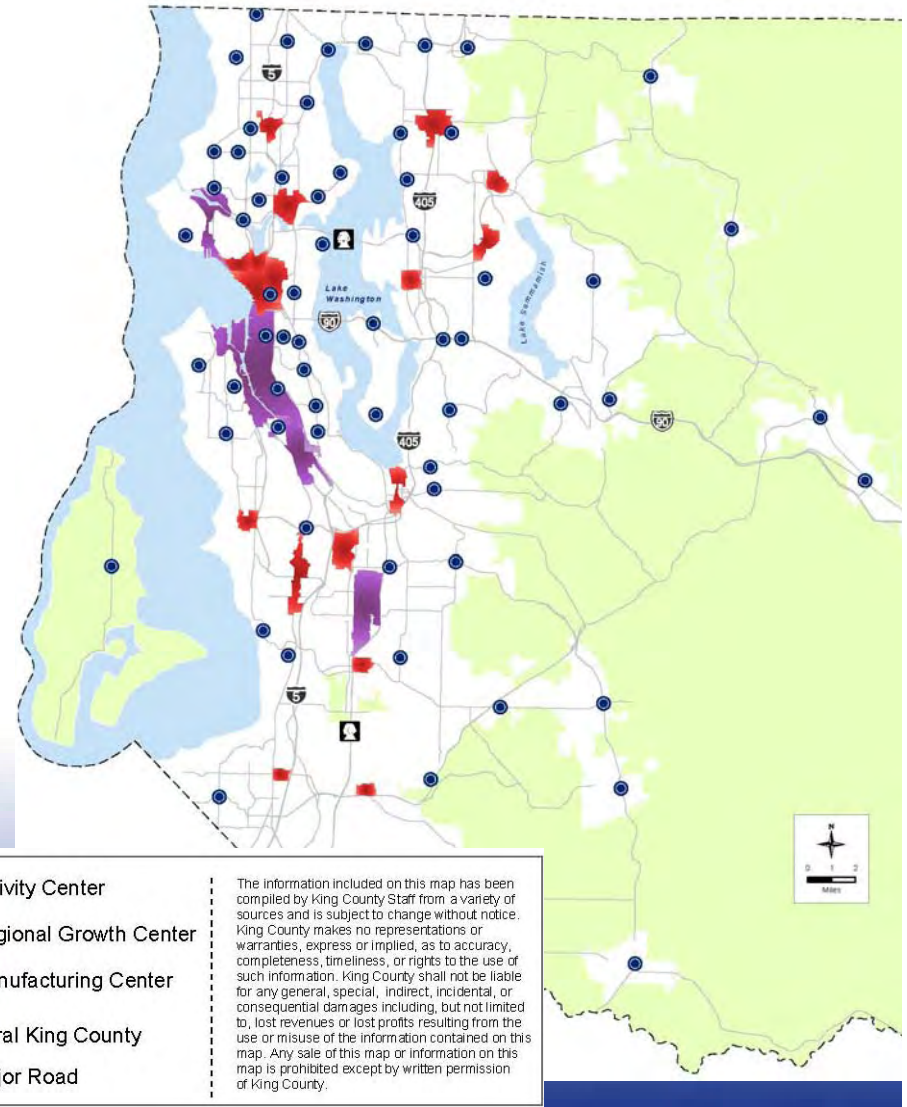 5
405
Lake
Washington
90
Lake Sammamish
405
90
5
N
0 1 2
Miles
ivity Center
gional Growth Center
nufacturing Center
ral King County
jor Road
The information included on this map has been
compiled by King County Staff from a variety of
sources and is subject to change without notice.
King County makes no representations or
warranties, express or implied, as to accuracy,
completeness, timeliness, or rights to the use of
such information. King County shall not be liable
for any general, special, indirect, incidental, or
consequential damages including, but not limited
to, lost revenues or lost profits resulting from the
use or misuse of the information contained on this
map. Any sale of this map or information on this
map is prohibited except by written permission
of King County.